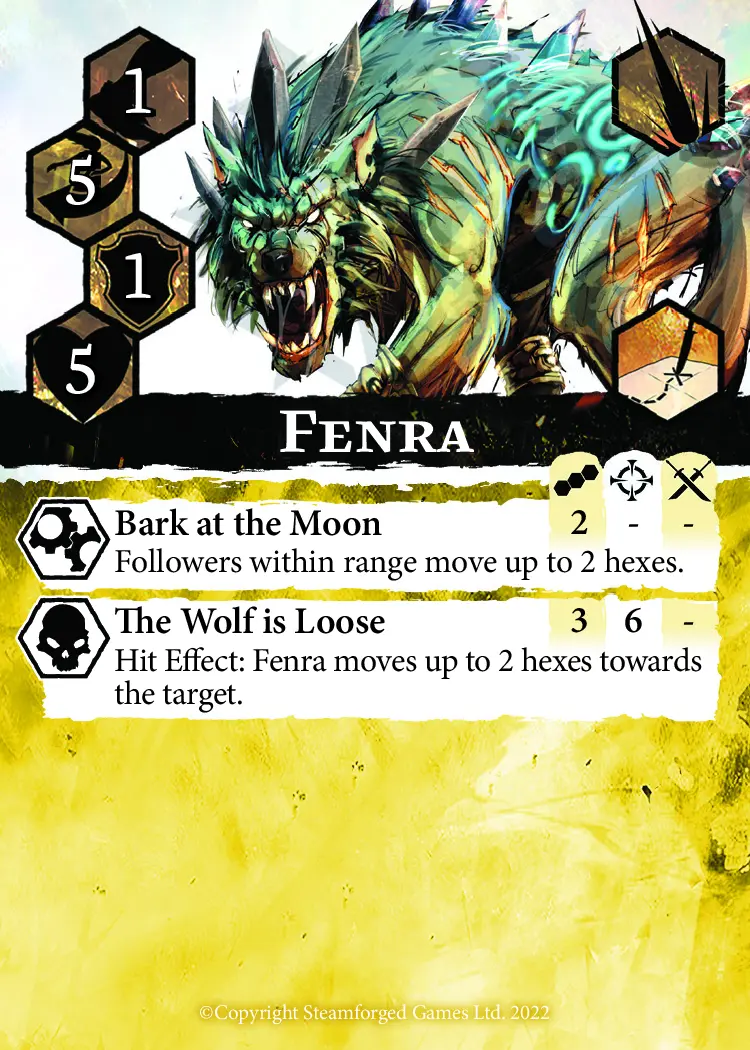 1
5
1
5
FENRA
Bark at the Moon 2 - -
Followers within range move up to 2 hexes.
The Wolf is Loose 3 6 -
Hit Effect: Fenra moves up to 2 hexes towards
the target.
©Copyright Steamforged Games Ltd. 2022